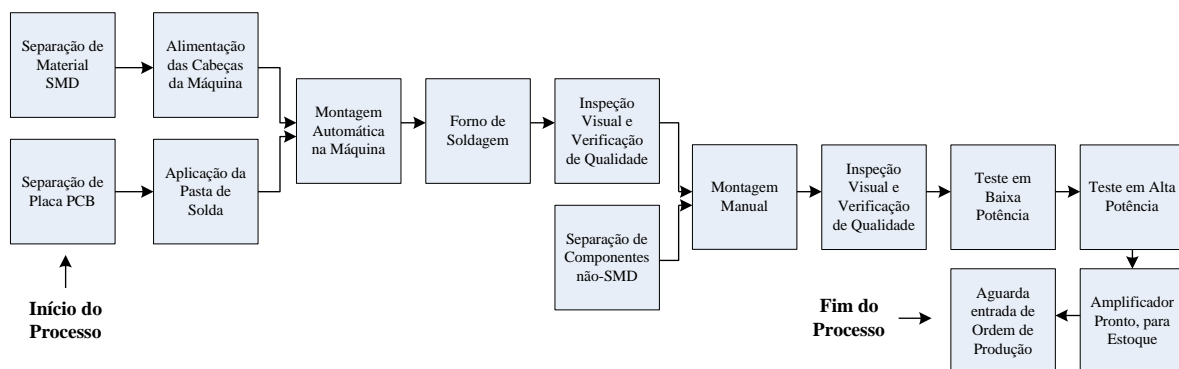 Separação de
Material
SMD
Alimentação
das Cabeças
da Máquina
Separação de
Placa PCB
Aplicação da
Pasta de
Solda
Início do
Processo
Montagem
Automática
na Máquina
Forno de
Soldagem
Inspeção
Visual e
Verificação
de Qualidade
Separação de
Componentes
não-SMD
Montagem
Manual
Inspeção
Visual e
Verificação
de Qualidade
Teste em
Baixa
Potência
Teste em Alta
Potência
Amplificador
Pronto, para
Estoque
Aguarda
entrada de
Ordem de
Produção
Fim do
Processo